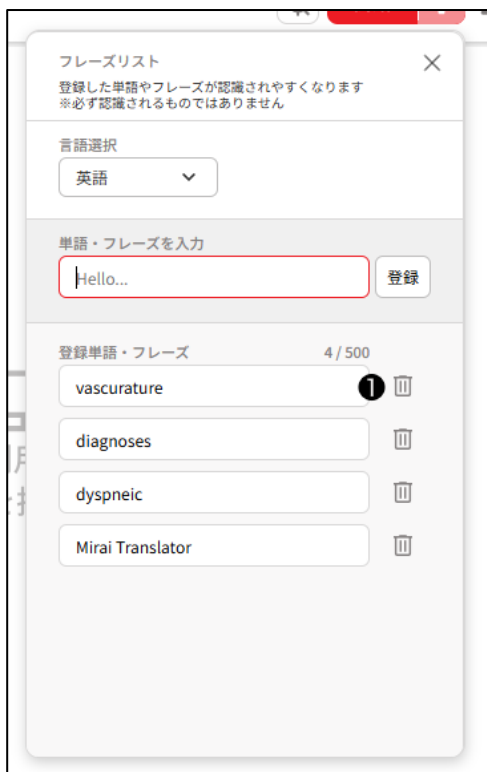 フレーズリスト
登録した単語やフレーズが認識されやすくなります
※必ず認識されるものではありません
言語選択
英語
単語・フレーズを入力
Hello...
登録
登録単語・フレーズ 4 / 500
vascurature ❶
diagnoses
dyspneic
Mirai Translator